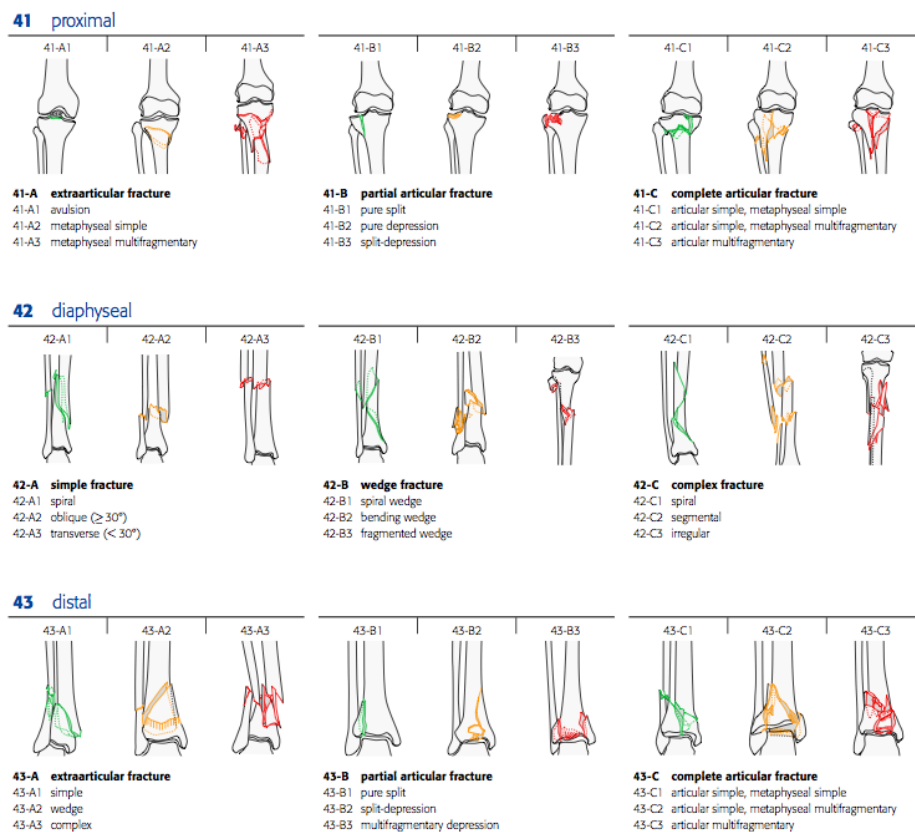 41 proximal
41-A1 41-A2 41-A3 41-B1 41-B2 41-B3 41-C1 41-C2 41-C3
41-A extraarticular fracture
41-A1 avulsion
41-A2 metaphyseal simple
41-A3 metaphyseal multifragmentary
41-B partial articular fracture
41-B1 pure split
41-B2 pure depression
41-B3 split-depression
41-C complete articular fracture
41-C1 articular simple, metaphyseal simple
41-C2 articular simple, metaphyseal multifragmentary
41-C3 articular multifragmentary
42 diaphyseal
42-A1 42-A2 42-A3 42-B1 42-B2 42-B3 42-C1 42-C2 42-C3
42-A simple fracture
42-A1 spiral
42-A2 oblique (≥ 30°)
42-A3 transverse (< 30°)
42-B wedge fracture
42-B1 spiral wedge
42-B2 bending wedge
42-B3 fragmented wedge
42-C complex fracture
42-C1 spiral
42-C2 segmental
42-C3 irregular
43 distal
43-A1 43-A2 43-A3 43-B1 43-B2 43-B3 43-C1 43-C2 43-C3
43-A extraarticular fracture
43-A1 simple
43-A2 wedge
43-A3 complex
43-B partial articular fracture
43-B1 pure split
43-B2 split-depression
43-B3 multifragmentary depression
43-C complete articular fracture
43-C1 articular simple, metaphyseal simple
43-C2 articular simple, metaphyseal multifragmentary
43-C3 articular multifragmentary